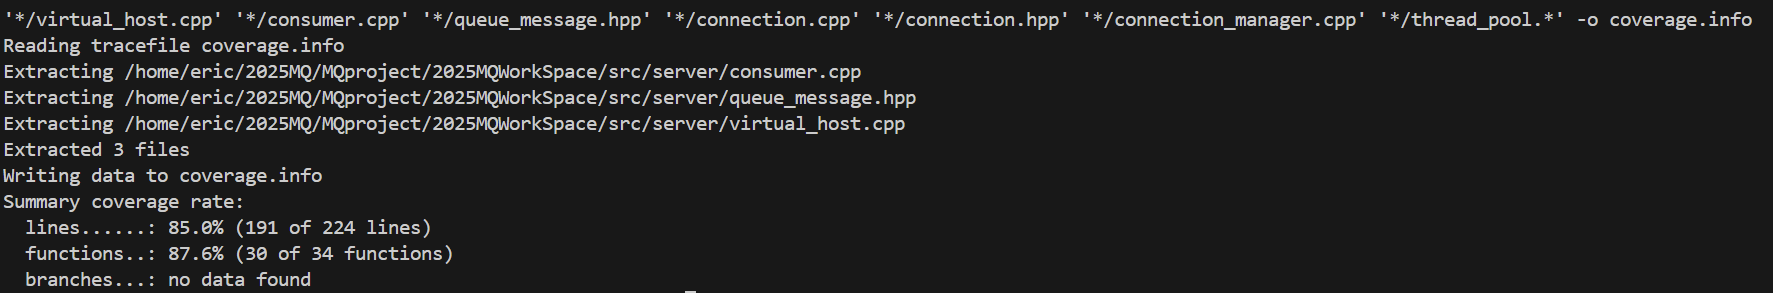 '*/virtual_host.cpp' '*/consumer.cpp' '*/queue_message.hpp' '*/connection.cpp' '*/connection.hpp' '*/connection_manager.cpp' '*/thread_pool.*' -o coverage.info
Reading tracefile coverage.info
Extracting /home/eric/2025MQ/MQproject/2025MQWorkSpace/src/server/consumer.cpp
Extracting /home/eric/2025MQ/MQproject/2025MQWorkSpace/src/server/queue_message.hpp
Extracting /home/eric/2025MQ/MQproject/2025MQWorkSpace/src/server/virtual_host.cpp
Extracted 3 files
Writing data to coverage.info
Summary coverage rate:
  lines......: 85.0% (191 of 224 lines)
  functions..: 87.6% (30 of 34 functions)
  branches...: no data found